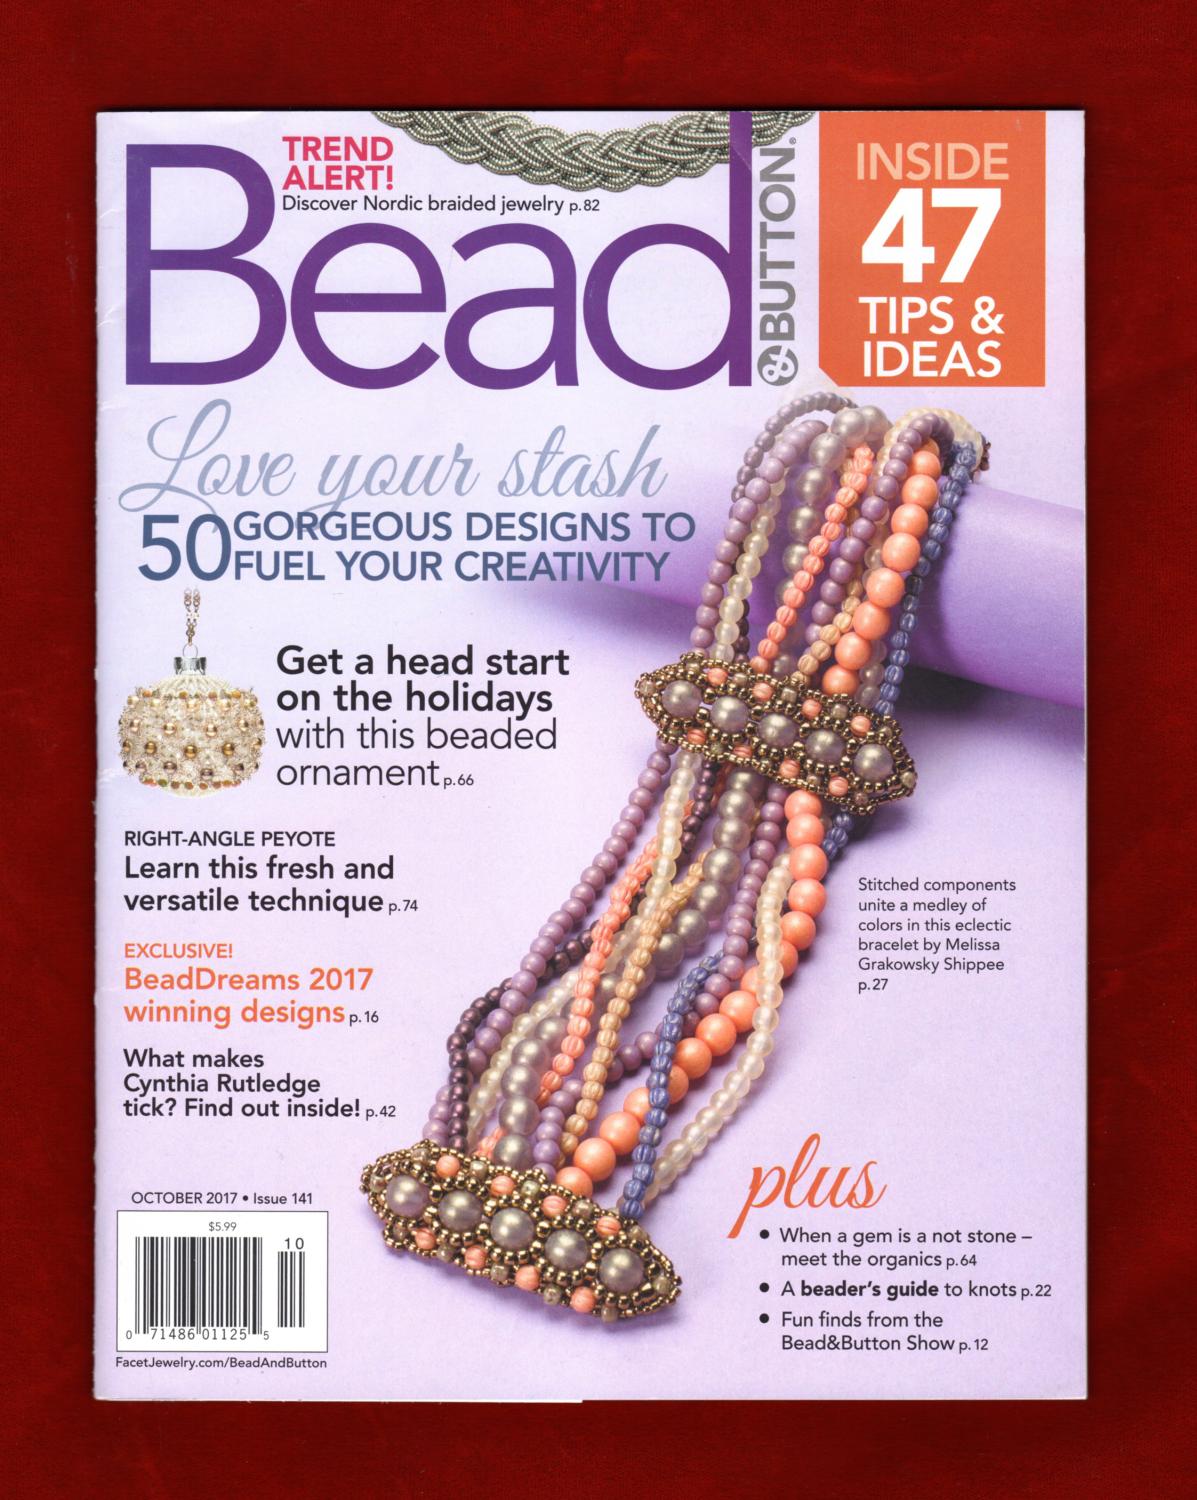 TREND
ALERT!
Discover Nordic braided jewelry p.82
Bead
&BUTTON®
INSIDE
47
TIPS &
IDEAS
Love your stash
50 GORGEOUS DESIGNS TO
FUEL YOUR CREATIVITY
Get a head start
on the holidays
with this beaded
ornament p.66
RIGHT-ANGLE PEYOTE
Learn this fresh and
versatile technique p.74
EXCLUSIVE!
BeadDreams 2017
winning designs p.16
What makes
Cynthia Rutledge
tick? Find out inside! p.42
Stitched components
unite a medley of
colors in this eclectic
bracelet by Melissa
Grakowsky Shippee
p.27
plus
• When a gem is a not stone –
meet the organics p.64
• A beader's guide to knots p.22
• Fun finds from the
Bead&Button Show p.12
OCTOBER 2017 • Issue 141
$5.99
10
0 71486 01125 5
FacetJewelry.com/BeadAndButton